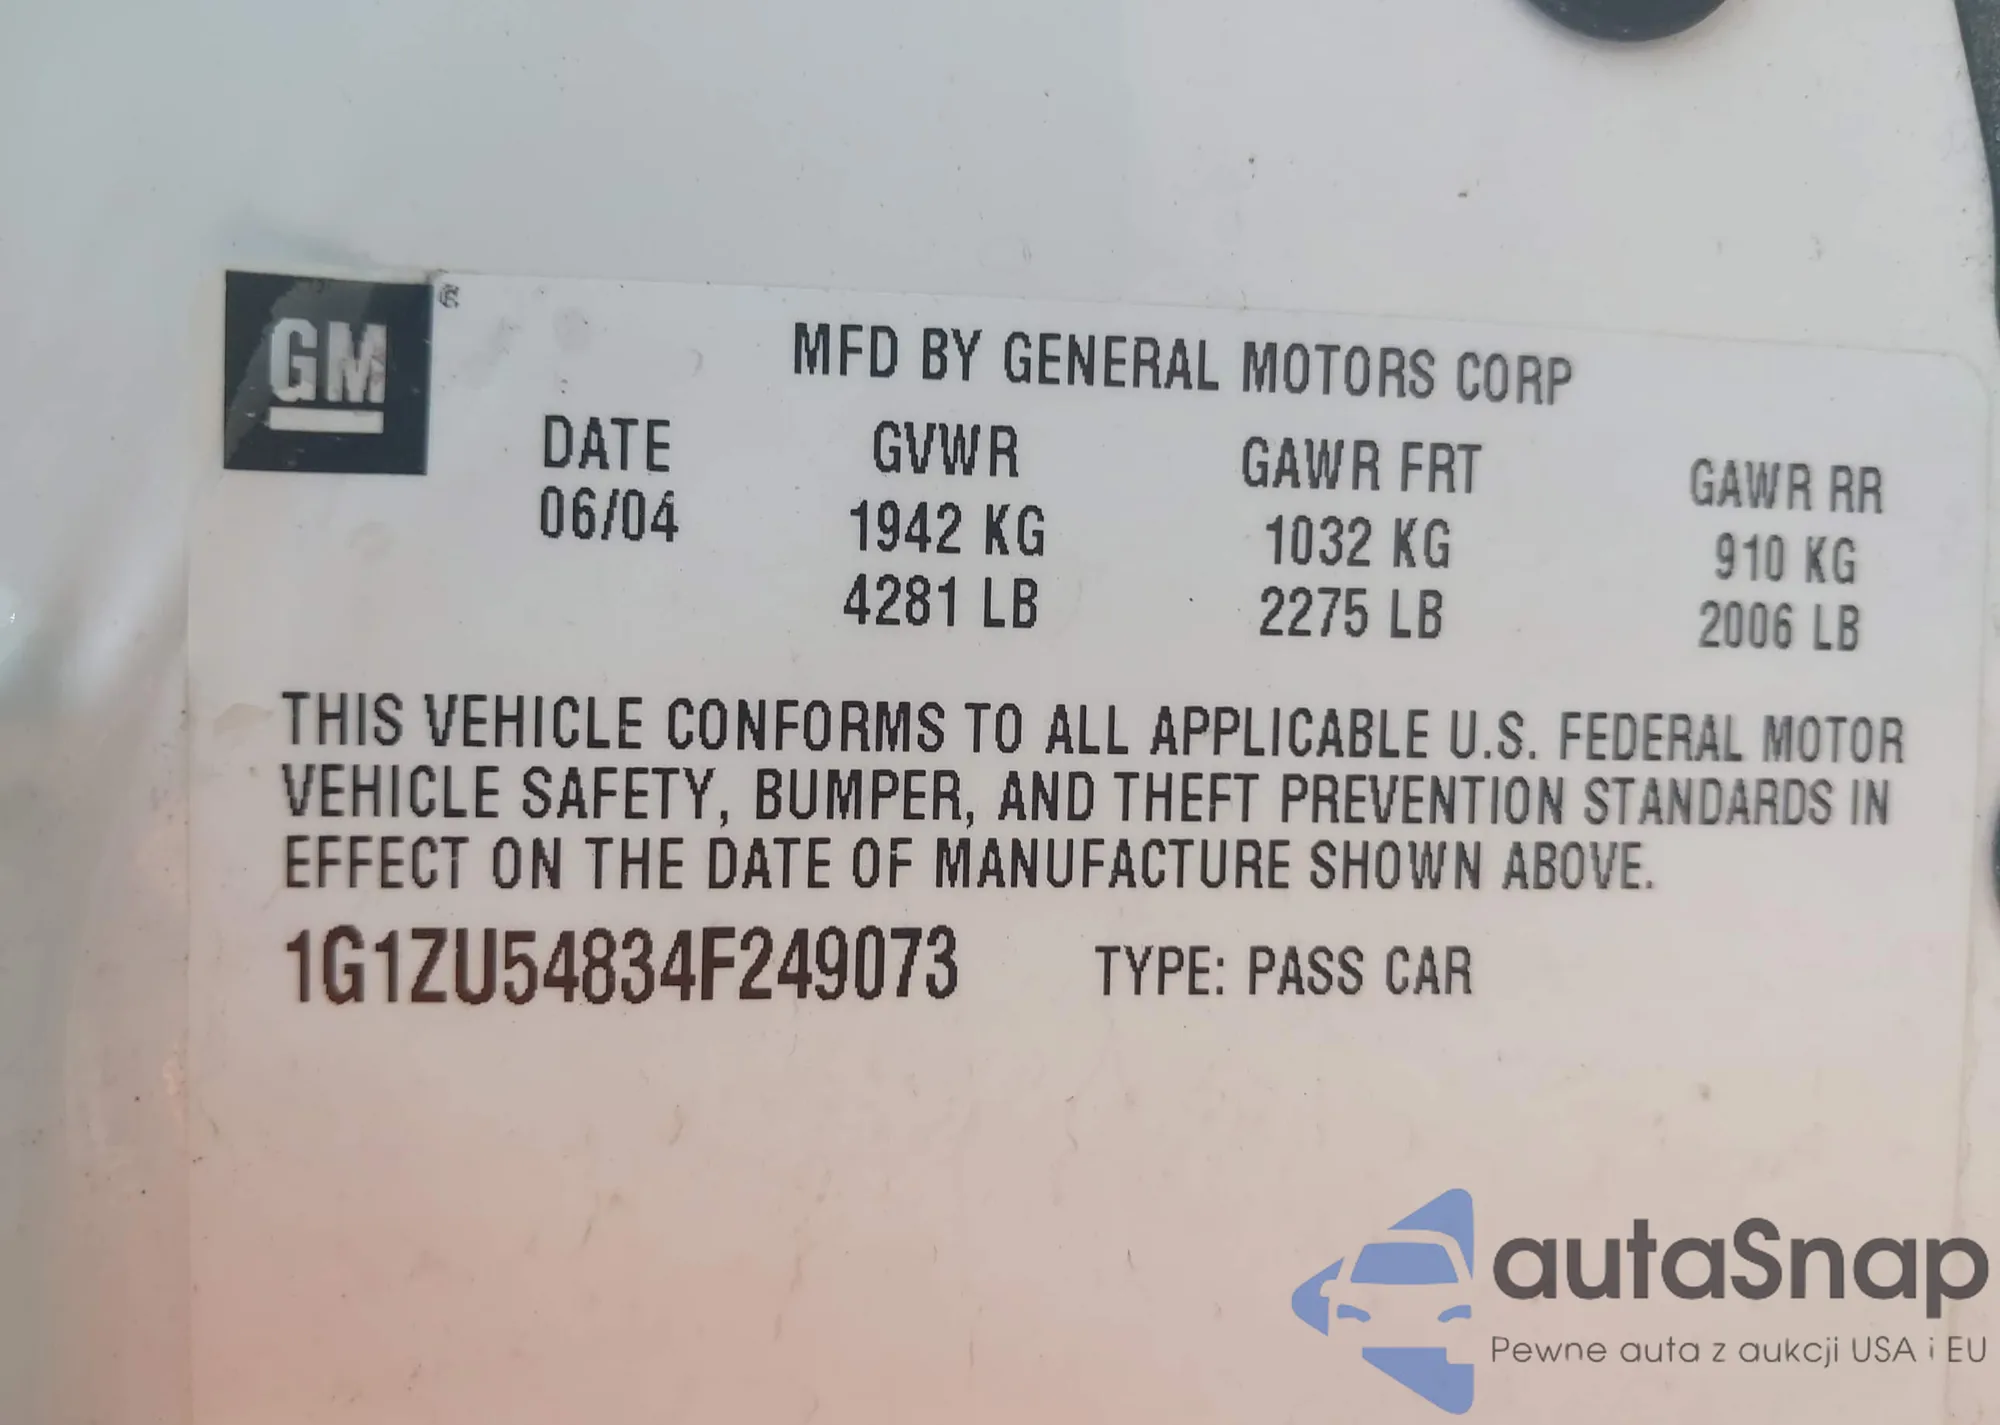 GM
®
MFD BY GENERAL MOTORS CORP
DATE GVWR GAWR FRT GAWR RR
06/04 1942 KG 1032 KG 910 KG
4281 LB 2275 LB 2006 LB
THIS VEHICLE CONFORMS TO ALL APPLICABLE U.S. FEDERAL MOTOR
VEHICLE SAFETY, BUMPER, AND THEFT PREVENTION STANDARDS IN
EFFECT ON THE DATE OF MANUFACTURE SHOWN ABOVE.
1G1ZU54834F249073 TYPE: PASS CAR
autaSnap
Pewne auta z aukcji USA i EU